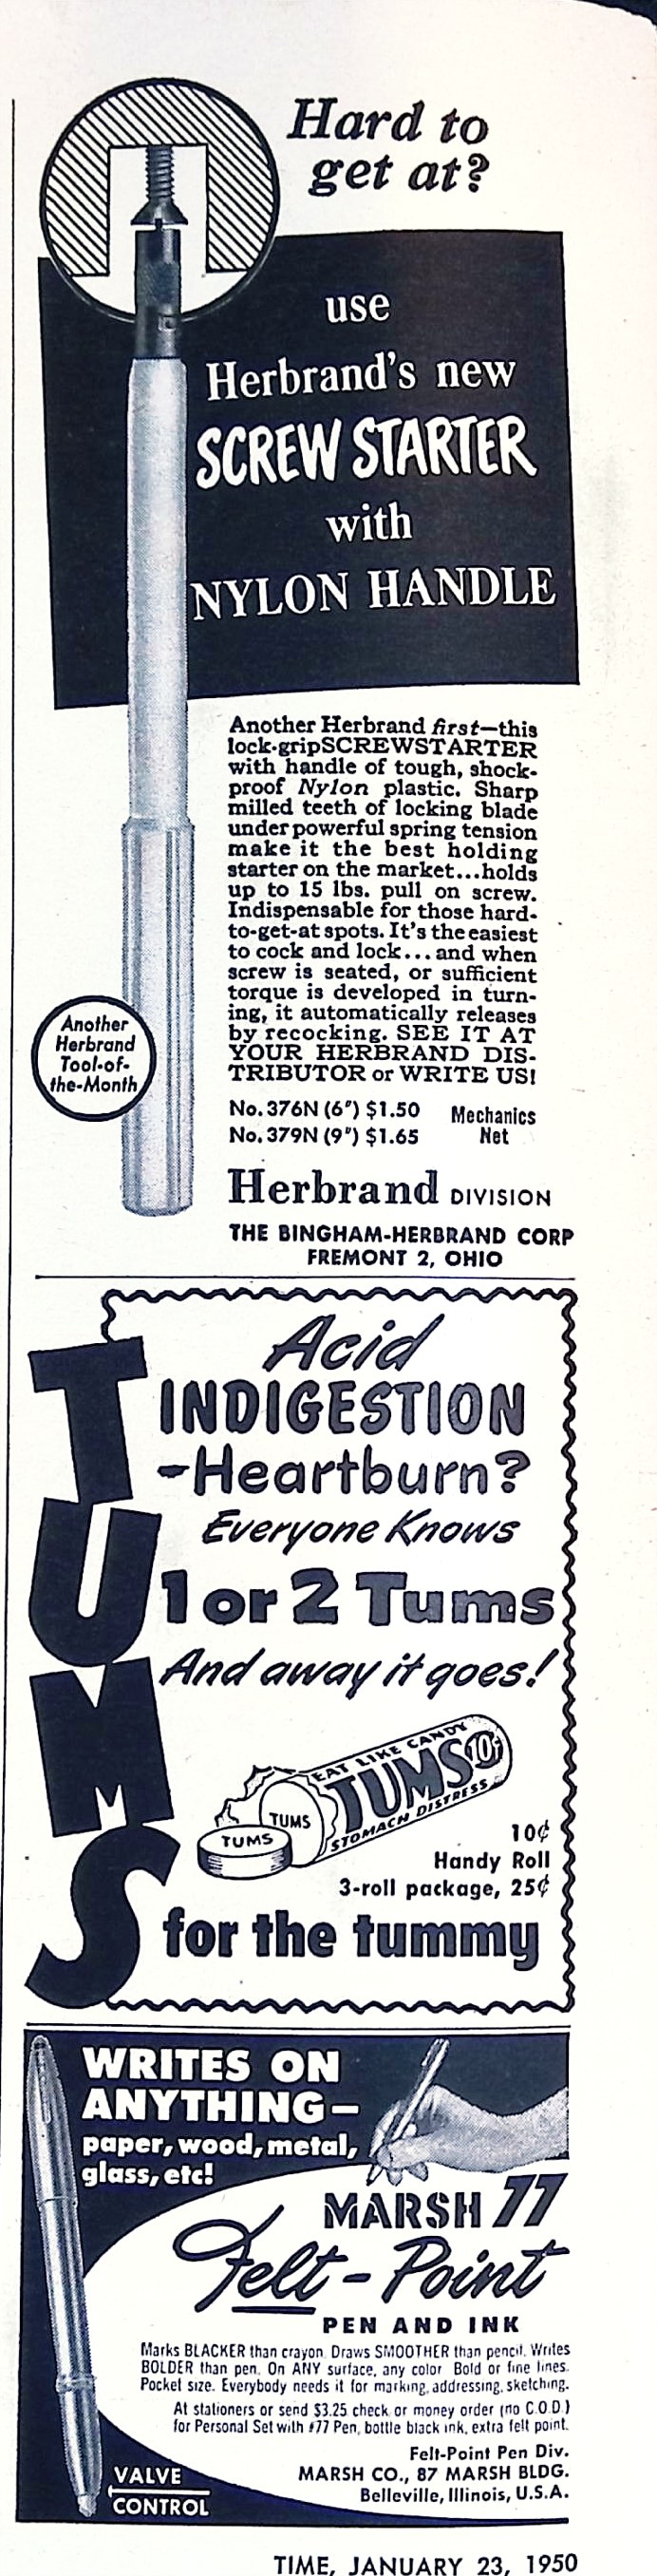 Hard to
get at?
use
Herbrand's new
SCREW STARTER
with
NYLON HANDLE
Another Herbrand first—this
lock-grip SCREWSTARTER
with handle of tough, shock-
proof Nylon plastic. Sharp
milled teeth of locking blade
under powerful spring tension
make it the best holding
starter on the market...holds
up to 15 lbs. pull on screw.
Indispensable for those hard-
to-get-at spots. It's the easiest
to cock and lock...and when
screw is seated, or sufficient
torque is developed in turn-
ing, it automatically releases
by recocking. SEE IT AT
YOUR HERBRAND DIS-
TRIBUTOR or WRITE US!
Another
Herbrand
Tool-of-
the-Month
No. 376N (6") $1.50
No. 379N (9") $1.65
Mechanics
Net
Herbrand DIVISION
THE BINGHAM-HERBRAND CORP
FREMONT 2, OHIO
TUMS
Acid
INDIGESTION
-Heartburn?
Everyone Knows
1 or 2 Tums
And away it goes!
EAT LIKE CANDY
TUMS 10¢
STOMACH DISTRESS
TUMS
TUMS
10¢
Handy Roll
3-roll package, 25¢
for the tummy
WRITES ON
ANYTHING—
paper, wood, metal,
glass, etc!
MARSH 77
Felt-Point
PEN AND INK
Marks BLACKER than crayon. Draws SMOOTHER than pencil. Writes
BOLDER than pen. On ANY surface, any color Bold or fine lines.
Pocket size. Everybody needs it for marking, addressing, sketching.
At stationers or send $3.25 check or money order (no C.O.D.)
for Personal Set with #77 Pen, bottle black ink, extra felt point.
Felt-Point Pen Div.
MARSH CO., 87 MARSH BLDG.
Belleville, Illinois, U.S.A.
VALVE
CONTROL
TIME, JANUARY 23, 1950